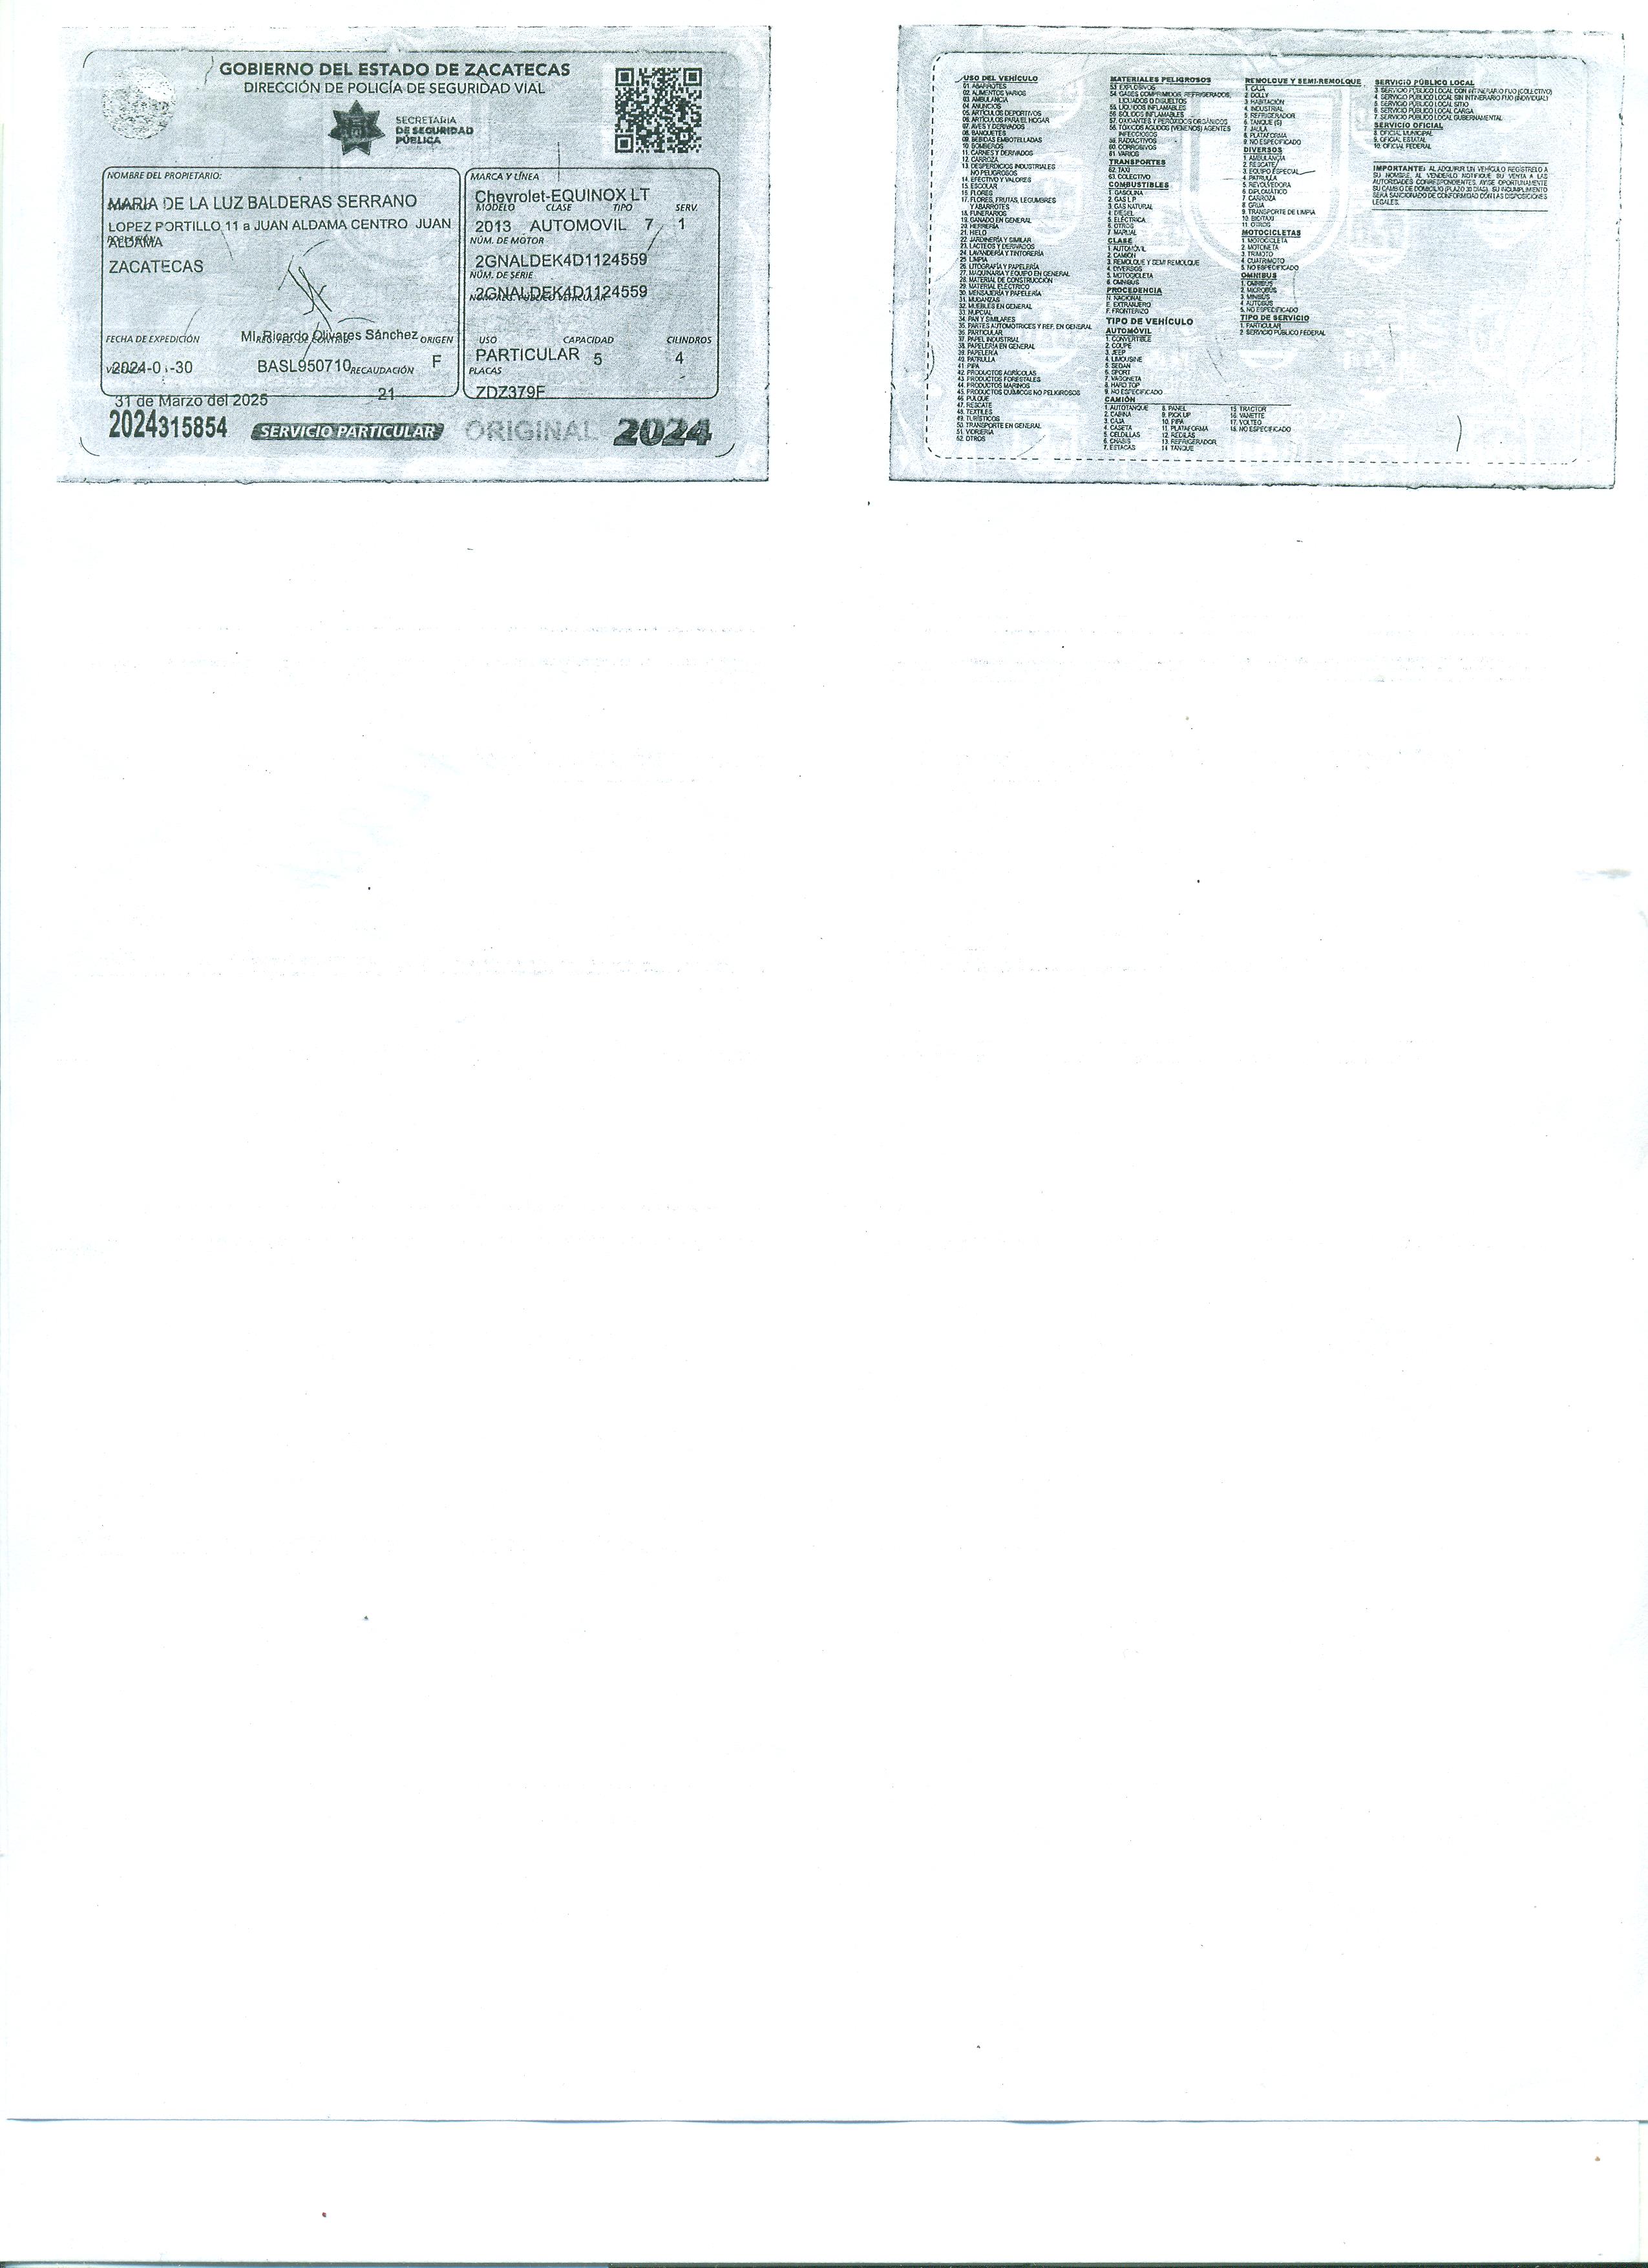 GOBIERNO DEL ESTADO DE ZACATECAS
DIRECCIÓN DE POLICÍA DE SEGURIDAD VIAL
SECRETARIA
DE SEGURIDAD
PÚBLICA
NOMBRE DEL PROPIETARIO:
MARIA DE LA LUZ BALDERAS SERRANO
LOPEZ PORTILLO 11 a JUAN ALDAMA CENTRO JUAN
ALDAMA
ZACATECAS
FECHA DE EXPEDICIÓN
MI. Ricardo Olivares Sánchez
ORIGEN
BASL950710
RECAUDACIÓN
F
31 de Marzo del 2025
21
2024315854
SERVICIO PARTICULAR
ORIGINAL
2024
MARCA Y LÍNEA
Chevrolet-EQUINOX LT
MODELO CLASE TIPO SERV.
2013 AUTOMOVIL 7 1
NÚM. DE MOTOR
2GNALDEK4D1124559
NÚM. DE SERIE
2GNALDEK4D1124559
USO CAPACIDAD CILINDROS
PARTICULAR 5 4
PLACAS
ZDZ379F
USO DEL VEHÍCULO
01. ABARROTES
02. ALIMENTOS VARIOS
03. AMBULANCIA
04. ANUNCIOS
05. ARTÍCULOS DEPORTIVOS
06. ARTÍCULOS PARA EL HOGAR
07. AVES Y DERIVADOS
08. BANQUETES
09. BEBIDAS EMBOTELLADAS
10. BOMBEROS
11. CARNES Y DERIVADOS
12. CARROZA
13. DESPERDICIOS INDUSTRIALES
NO PELIGROSOS
14. EFECTIVO Y VALORES
15. ESCOLAR
16. FLORES
17. FLORES, FRUTAS, LEGUMBRES
Y ABARROTES
18. FUNERARIOS
19. GANADO EN GENERAL
20. HERRERÍA
21. HIELO
22. JARDINERÍA Y SIMILAR
23. LACTEOS Y DERIVADOS
24. LAVANDERÍA Y TINTORERÍA
25. LIMPIA
26. LITOGRAFÍA Y PAPELERÍA
27. MAQUINARIA Y EQUIPO EN GENERAL
28. MATERIAL DE CONSTRUCCIÓN
29. MATERIAL ELÉCTRICO
30. MENSAJERÍA Y PAPELERÍA
31. MUDANZAS
32. MUEBLES EN GENERAL
33. NUPCIAL
34. PAN Y SIMILARES
35. PARTES AUTOMOTRICES Y REF. EN GENERAL
36. PARTICULAR
37. PAPEL INDUSTRIAL
38. PAPELERÍA EN GENERAL
39. PAPELERÍA
40. PATRULLA
41. PIPA
42. PRODUCTOS AGRÍCOLAS
43. PRODUCTOS FORESTALES
44. PRODUCTOS MARINOS
45. PRODUCTOS QUÍMICOS NO PELIGROSOS
46. PULQUE
47. RESCATE
48. TEXTILES
49. TURÍSTICOS
50. TRANSPORTE EN GENERAL
51. VIDRIERÍA
52. OTROS
MATERIALES PELIGROSOS
53. EXPLOSIVOS
54. GASES COMPRIMIDOS, REFRIGERADOS,
LICUADOS O DISUELTOS
55. LÍQUIDOS INFLAMABLES
56. SÓLIDOS INFLAMABLES
57. OXIDANTES Y PERÓXIDOS ORGÁNICOS
58. TÓXICOS AGUDOS (VENENOS) AGENTES
INFECCIOSOS
59. RADIACTIVOS
60. CORROSIVOS
61. VARIOS
TRANSPORTES
62. TAXI
63. COLECTIVO
COMBUSTIBLES
1. GASOLINA
2. GAS L.P.
3. GAS NATURAL
4. DIESEL
5. ELÉCTRICA
6. OTROS
7. MANUAL
CLASE
1. AUTOMÓVIL
2. CAMIÓN
3. REMOLQUE Y SEMI REMOLQUE
4. DIVERSOS
5. MOTOCICLETA
6. OMNIBUS
PROCEDENCIA
N. NACIONAL
E. EXTRANJERO
F. FRONTERIZO
TIPO DE VEHÍCULO
AUTOMÓVIL
1. CONVERTIBLE
2. COUPE
3. JEEP
4. LIMOUSINE
5. SEDAN
6. SPORT
7. VAGONETA
8. HARD TOP
9. NO ESPECIFICADO
CAMIÓN
1. AUTOTANQUE 8. PANEL 15. TRACTOR
2. CABINA 9. PICK UP 16. VANETTE
3. CAJA 10. PIPA 17. VOLTEO
4. CASETA 11. PLATAFORMA 18. NO ESPECIFICADO
5. CELDILLAS 12. REDILAS
6. CHASIS 13. REFRIGERADOR
7. ESTACAS 14. TANQUE
REMOLQUE Y SEMI-REMOLQUE
1. CAJA
2. DOLLY
3. HABITACIÓN
4. INDUSTRIAL
5. REFRIGERADOR
6. TANQUE (S)
7. JAULA
8. PLATAFORMA
9. NO ESPECIFICADO
DIVERSOS
1. AMBULANCIA
2. RESCATE
3. EQUIPO ESPECIAL
4. PATRULLA
5. REVOLVEDORA
6. DIPLOMÁTICO
7. CARROZA
8. GRUA
9. TRANSPORTE DE LIMPIA
10. BICITAXI
11. OTROS
MOTOCICLETAS
1. MOTOCICLETA
2. MOTONETA
3. TRIMOTO
4. CUATRIMOTO
5. NO ESPECIFICADO
OMNIBUS
1. OMNIBUS
2. MICROBÚS
3. MINIBÚS
4. AUTOBÚS
5. NO ESPECIFICADO
TIPO DE SERVICIO
1. PARTICULAR
2. SERVICIO PÚBLICO FEDERAL
SERVICIO PÚBLICO LOCAL
3. SERVICIO PÚBLICO LOCAL CON INTINERARIO FIJO (COLECTIVO)
4. SERVICIO PÚBLICO LOCAL SIN INTINERARIO FIJO (INDIVIDUAL)
5. SERVICIO PÚBLICO LOCAL SITIO
6. SERVICIO PÚBLICO LOCAL CARGA
7. SERVICIO PÚBLICO LOCAL GUBERNAMENTAL
SERVICIO OFICIAL
8. OFICIAL MUNICIPAL
9. OFICIAL ESTATAL
10. OFICIAL FEDERAL
IMPORTANTE: AL ADQUIRIR UN VEHÍCULO REGÍSTRELO A
SU NOMBRE, AL VENDERLO NOTIFIQUE SU VENTA A LAS
AUTORIDADES CORRESPONDIENTES, AVISE OPORTUNAMENTE
SU CAMBIO DE DOMICILIO (PLAZO 30 DÍAS). SU INCUMPLIMIENTO
SERÁ SANCIONADO DE CONFORMIDAD CON LAS DISPOSICIONES
LEGALES.